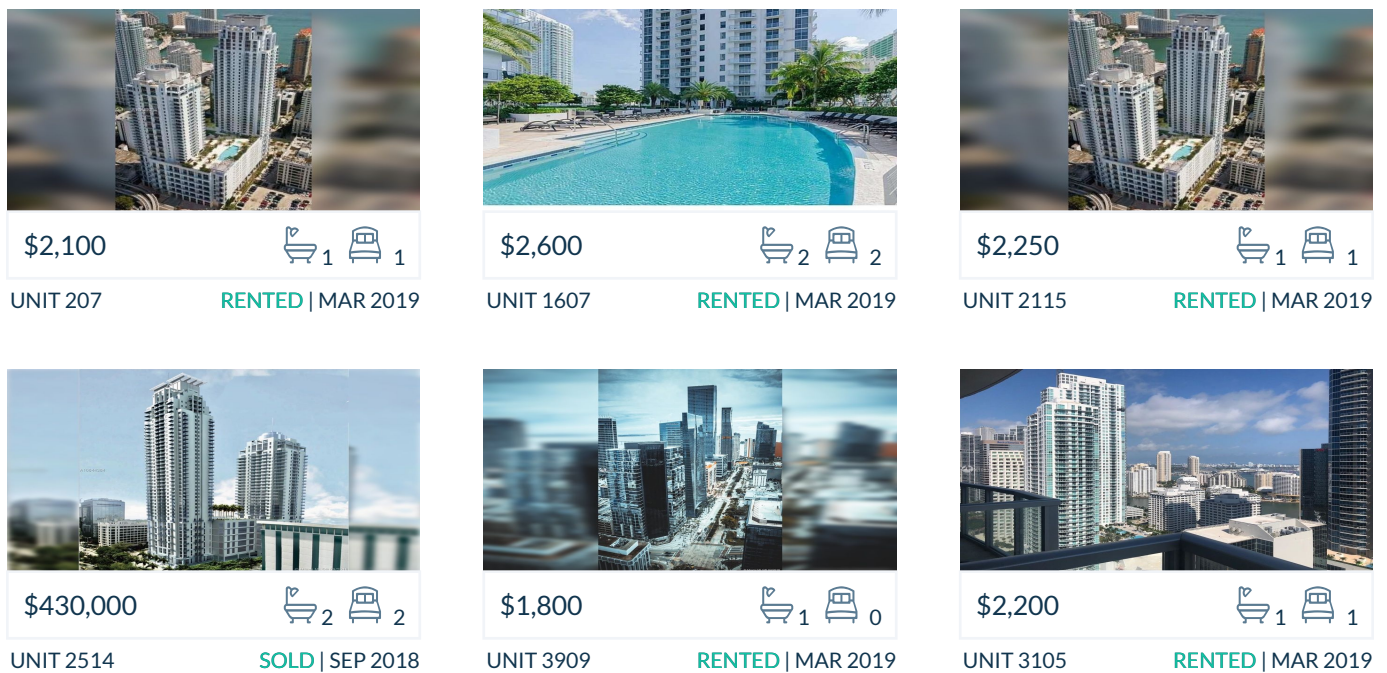 $2,100 1 1
UNIT 207 RENTED | MAR 2019
$2,600 2 2
UNIT 1607 RENTED | MAR 2019
$2,250 1 1
UNIT 2115 RENTED | MAR 2019
$430,000 2 2
UNIT 2514 SOLD | SEP 2018
$1,800 1 0
UNIT 3909 RENTED | MAR 2019
$2,200 1 1
UNIT 3105 RENTED | MAR 2019